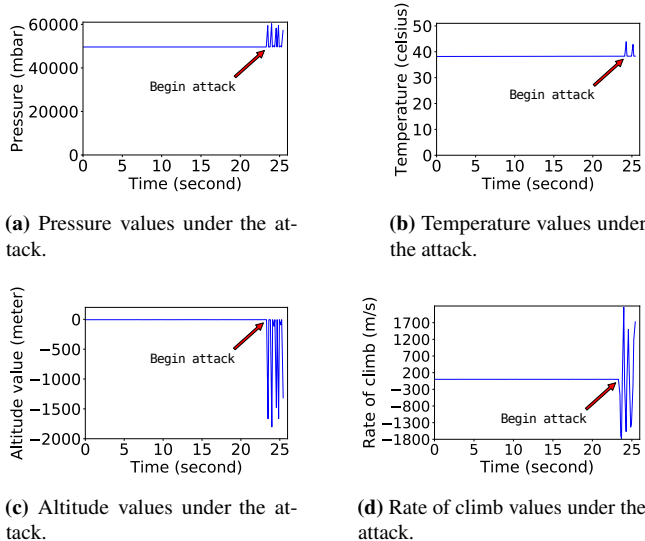 60000
40000
20000
0
Pressure (mbar)
Begin attack
0 5 10 15 20 25
Time (second)
50
40
30
20
10
0
Temperature (celsius)
Begin attack
0 5 10 15 20 25
Time (second)
(a) Pressure values under the at-
tack.
(b) Temperature values under
the attack.
0
−500
−1000
−1500
−2000
Altitude value (meter)
Begin attack
0 5 10 15 20 25
Time (second)
1700
1200
700
200
−300
−800
−1300
−1800
Rate of climb (m/s)
Begin attack
0 5 10 15 20 25
Time (second)
(c) Altitude values under the at-
tack.
(d) Rate of climb values under the
attack.